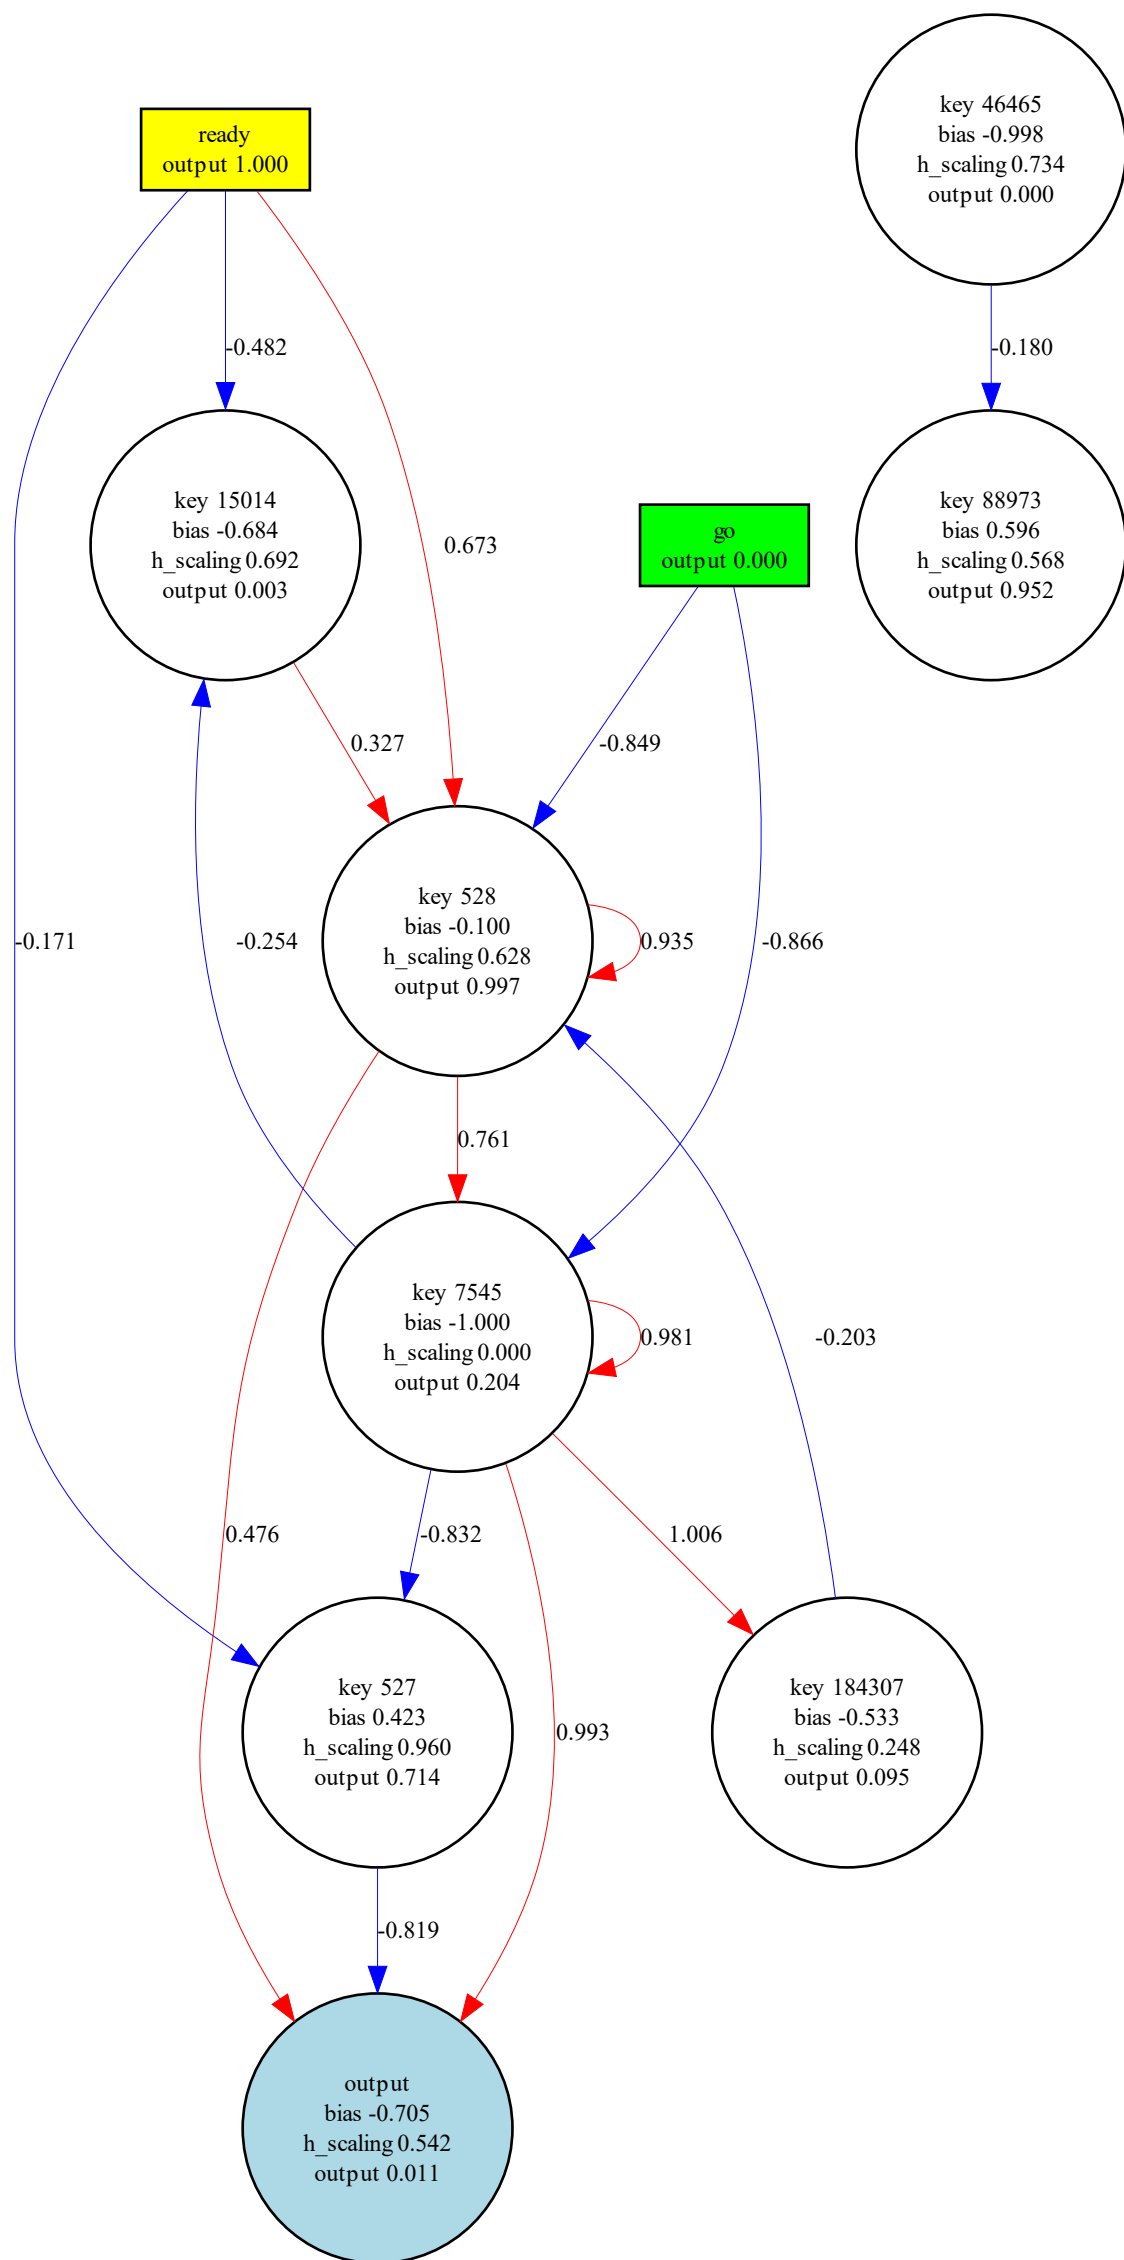 key 46465
bias -0.998
h_scaling 0.734
output 0.000
ready
output 1.000
-0.482
-0.180
key 15014
bias -0.684
h_scaling 0.692
output 0.003
0.673
go
output 0.000
key 88973
bias 0.596
h_scaling 0.568
output 0.952
0.327
-0.849
-0.171
-0.254
key 528
bias -0.100
h_scaling 0.628
output 0.997
0.935
-0.866
0.761
key 7545
bias -1.000
h_scaling 0.000
output 0.204
0.981
-0.203
0.476
-0.832
1.006
key 527
bias 0.423
h_scaling 0.960
output 0.714
0.993
key 184307
bias -0.533
h_scaling 0.248
output 0.095
-0.819
output
bias -0.705
h_scaling 0.542
output 0.011